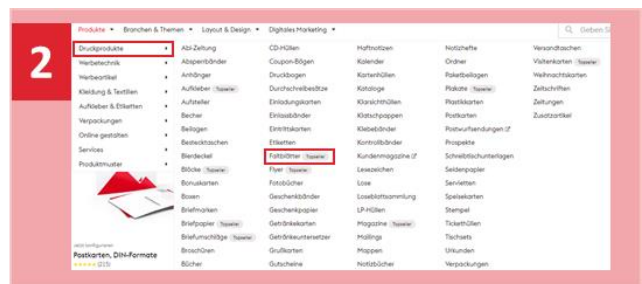 2
Produkte Branchen & Themen Layout & Design Digitales Marketing
Geben
Druckprodukte
Werbetechnik
Werbeartikel
Kleidung & Textilien
Aufkleber & Etiketten
Verpackungen
Online gestalten
Services
Produktmuster
Jetzt konfigurieren
Postkarten, DIN-Formate
(215)
Abi-Zeitung
Absperrbänder
Anhänger
Aufkleber Topseller
Aufsteller
Becher
Beilagen
Bestecktaschen
Bierdeckel
Blöcke Topseller
Bonuskarten
Boxen
Briefmarken
Briefpapier Topseller
Briefumschläge Topseller
Broschüren
Bücher
CD-Hüllen
Coupon-Bögen
Druckbogen
Durchschreibesätze
Einladungskarten
Einlassbänder
Eintrittskarten
Etiketten
Faltblätter Topseller
Flyer Topseller
Fotobücher
Geschenkbänder
Geschenkpapier
Getränkekarten
Getränkeuntersetzer
Grußkarten
Gutscheine
Haftnotizen
Kalender
Kartenhüllen
Kataloge
Klarsichthüllen
Klatschpappen
Klebebänder
Kontrollbänder
Kundenmagazine
Lesezeichen
Lose
Loseblattsammlung
LP-Hüllen
Magazine Topseller
Mailings
Mappen
Notizbücher
Notizhefte
Ordner
Paketbeilagen
Plakate Topseller
Plastikkarten
Postkarten
Postwurfsendungen
Prospekte
Schreibtischunterlagen
Seidenpapier
Servietten
Speisekarten
Stempel
Tickethüllen
Tischsets
Urkunden
Verpackungen
Versandtaschen
Visitenkarten Topseller
Weihnachtskarten
Zeitschriften
Zeitungen
Zusatzartikel